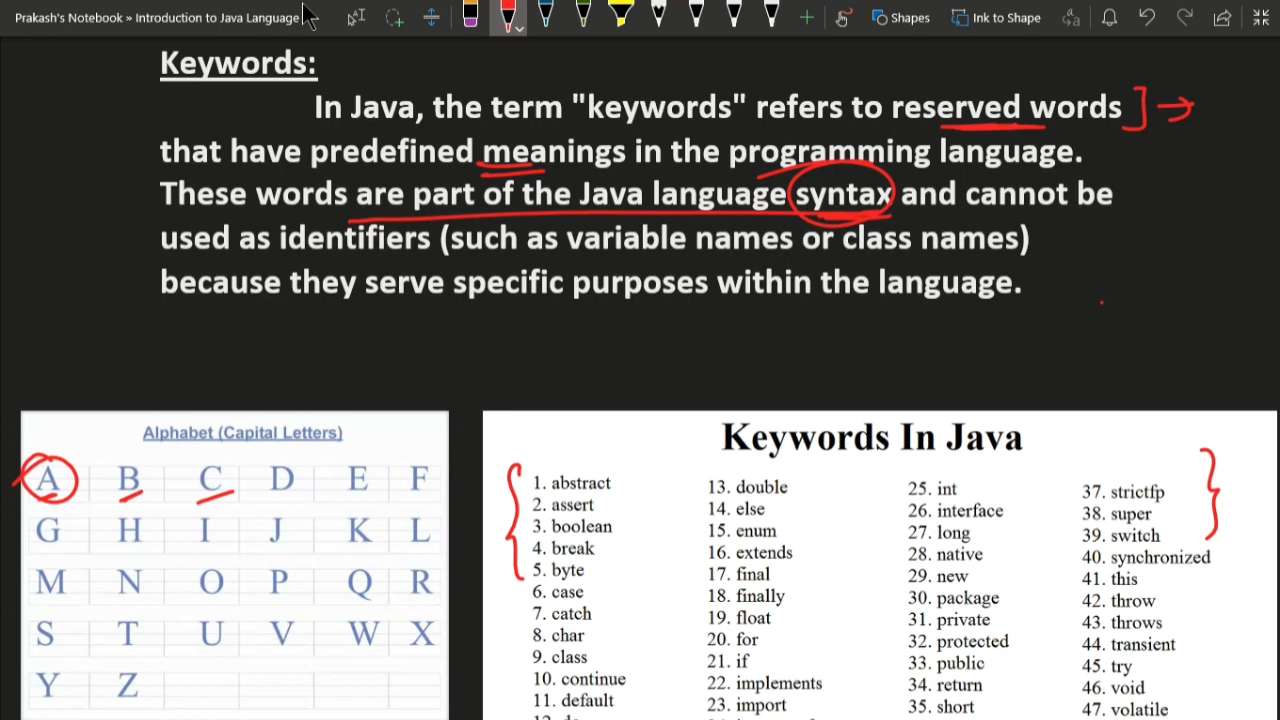 Prakash's Notebook » Introduction to Java Language
Shapes
Ink to Shape
Keywords:
In Java, the term "keywords" refers to reserved words
that have predefined meanings in the programming language.
These words are part of the Java language syntax and cannot be
used as identifiers (such as variable names or class names)
because they serve specific purposes within the language.
Alphabet (Capital Letters)
A B C D E F
G H I J K L
M N O P Q R
S T U V W X
Y Z
Keywords In Java
1. abstract
2. assert
3. boolean
4. break
5. byte
6. case
7. catch
8. char
9. class
10. continue
11. default
13. double
14. else
15. enum
16. extends
17. final
18. finally
19. float
20. for
21. if
22. implements
23. import
25. int
26. interface
27. long
28. native
29. new
30. package
31. private
32. protected
33. public
34. return
35. short
37. strictfp
38. super
39. switch
40. synchronized
41. this
42. throw
43. throws
44. transient
45. try
46. void
47. volatile